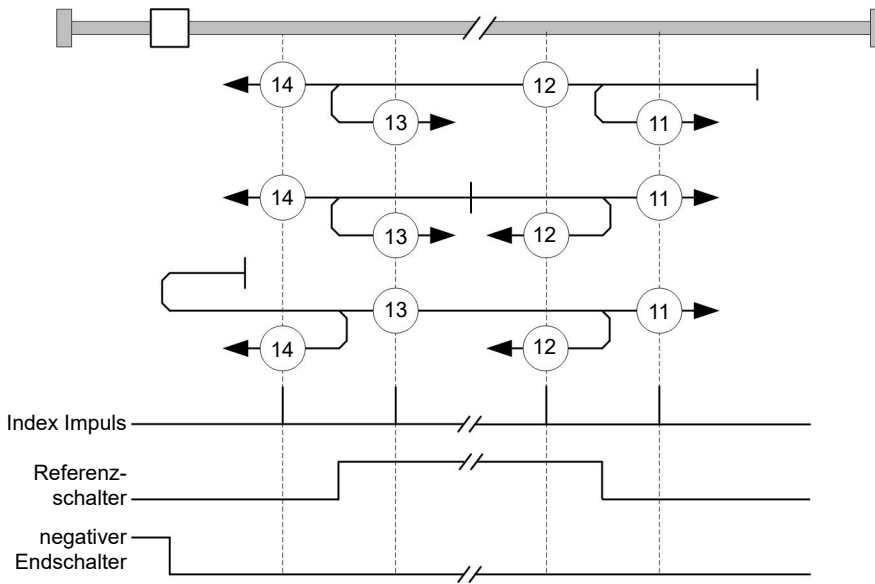 14
12
13
11
14
11
13
12
13
11
14
12
Index Impuls
Referenz-
schalter
negativer
Endschalter